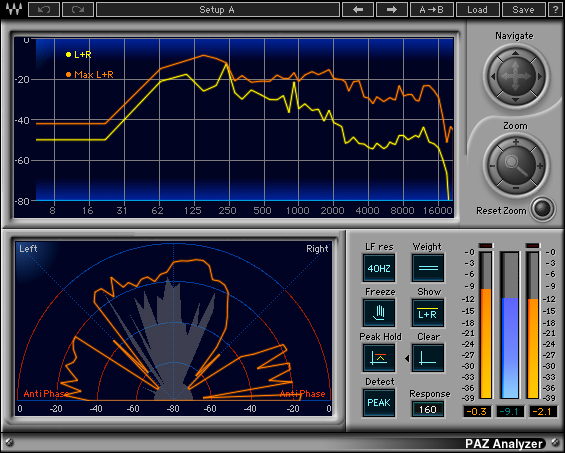 Setup A
A→B
Load
Save
?
0
-20
-40
-60
-80
L+R
Max L+R
8 16 31 62 125 250 500 1000 2000 4000 16000
Navigate
Zoom
Reset Zoom
Left
Right
AntiPhase
AntiPhase
0 -20 -40 -60 -80 -60 -40 -20 0
LF res
Weight
40HZ
Freeze
Show
L+R
Peak Hold
Clear
Detect
Response
PEAK
160
-0 -0
-3 -3
-6 -6
-9 -9
-12 -12
-15 -15
-18 -18
-21 -21
-24 -24
-27 -27
-30 -30
-33 -33
-36 -36
-39 -39
-0.3 -9.1 -2.1
PAZ Analyzer